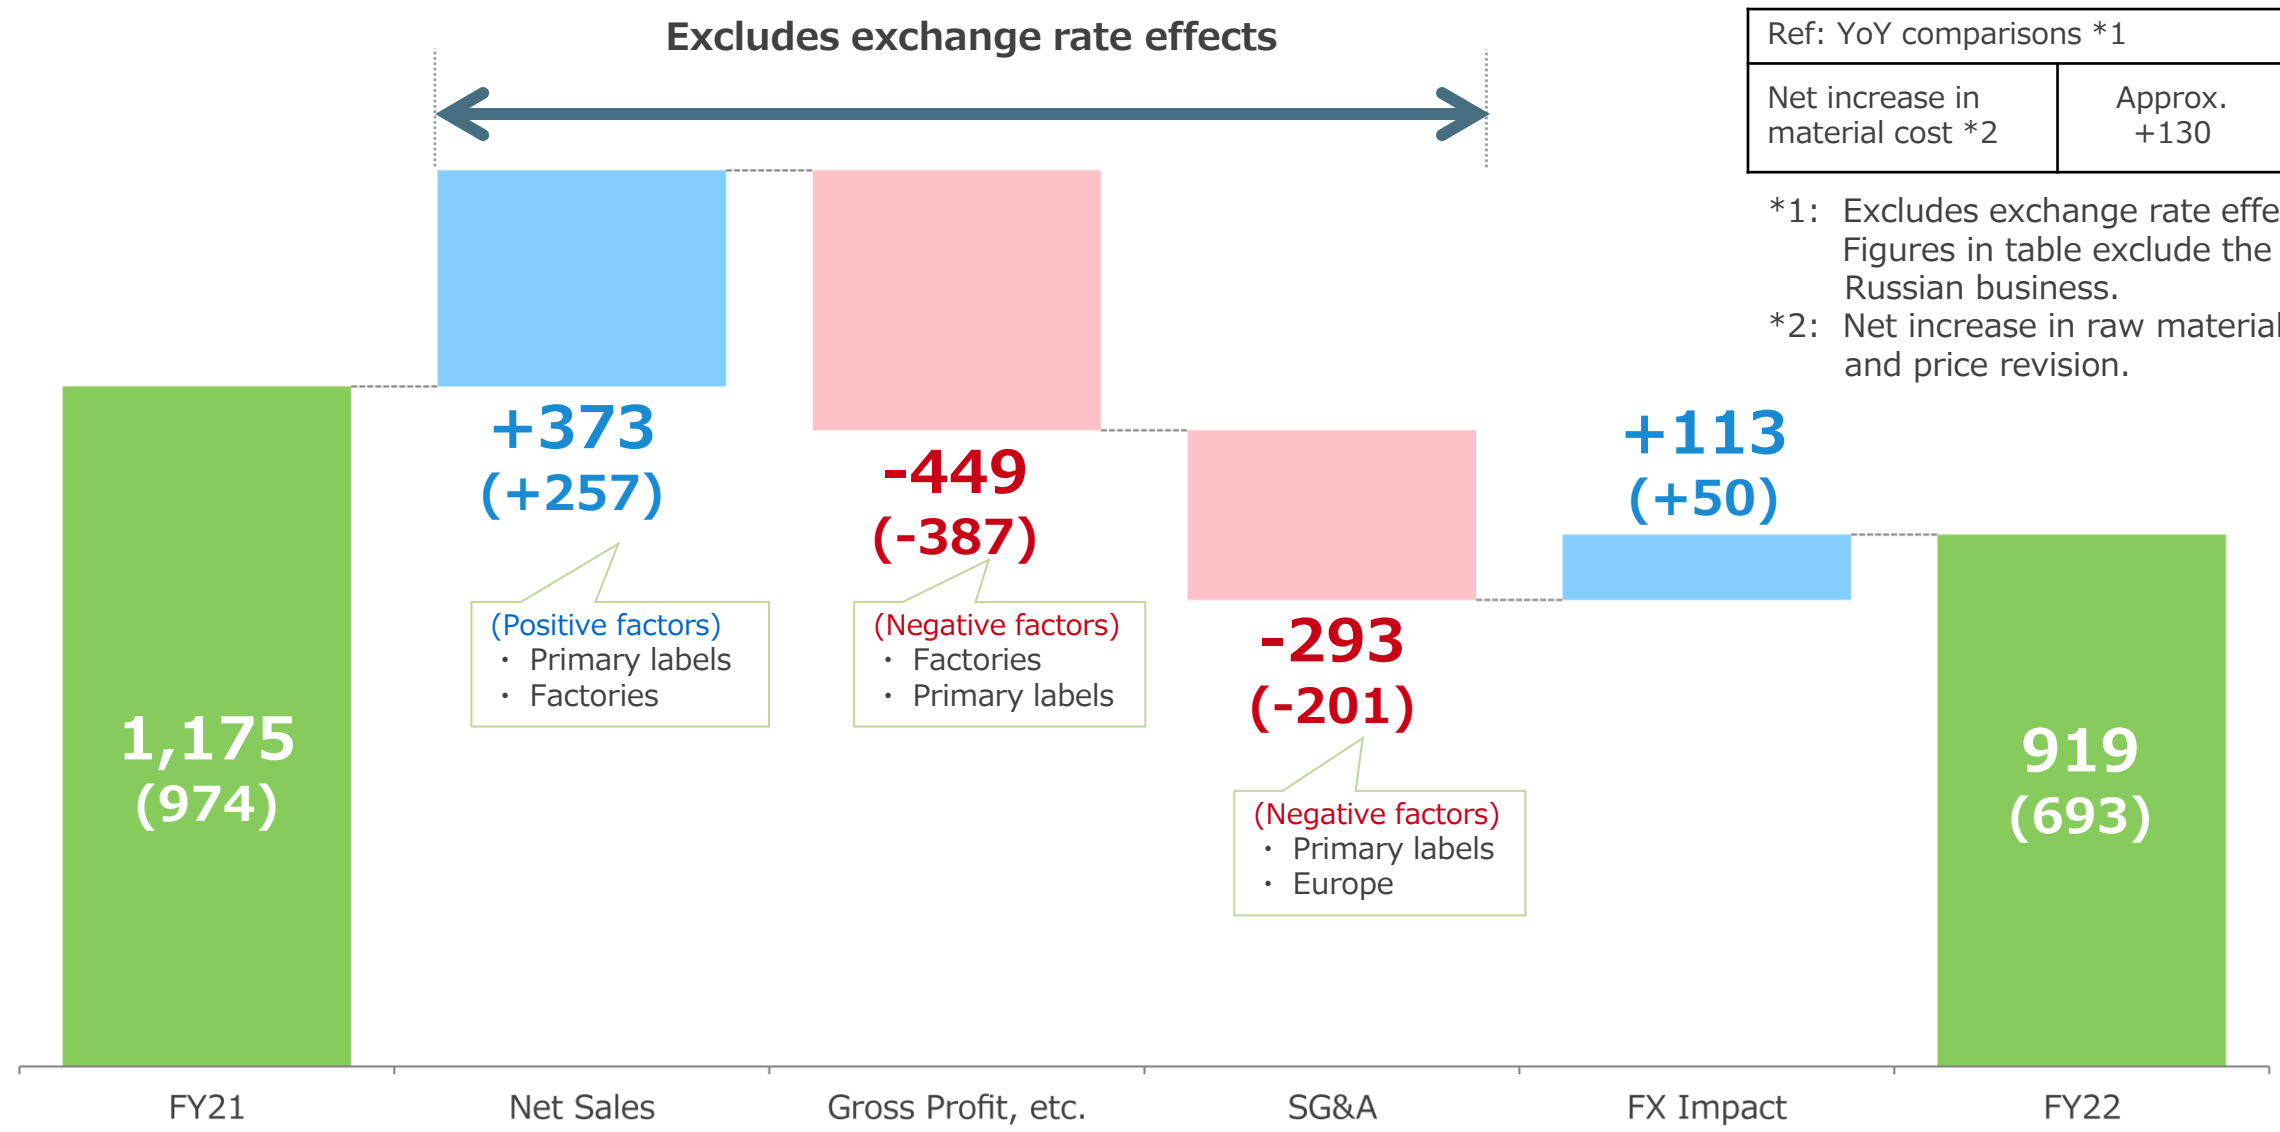 Excludes exchange rate effects
Ref: YoY comparisons *1
Net increase in
material cost *2
Approx.
+130
*1: Excludes exchange rate
Figures in table exclude the
Russian business.
*2: Net increase in raw material
and price revision.
+373
(+257)
(Positive factors)
・ Primary labels
・ Factories
-449
(-387)
(Negative factors)
・ Factories
・ Primary labels
-293
(-201)
(Negative factors)
・ Primary labels
・ Europe
+113
(+50)
1,175
(974)
919
(693)
FY21
Net Sales
Gross Profit, etc.
SG&A
FX Impact
FY22